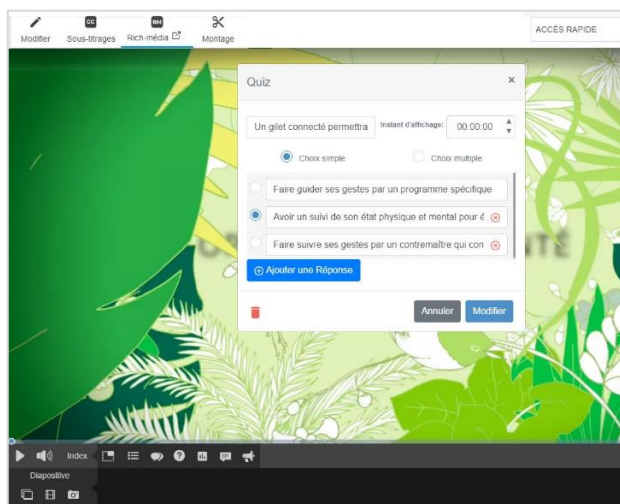 Modifier
CC
Sous-titrages
RM
Rich-média
Montage
ACCÈS RAPIDE
Quiz
×
Un gilet connecté permettra
Instant d'affichage:
00:00:00
Choix simple
Choix multiple
Faire guider ses gestes par un programme spécifique
Avoir un suivi de son état physique et mental pour é
Faire suivre ses gestes par un contremaître qui con
Ajouter une Réponse
Annuler
Modifier
Index
Diapositive